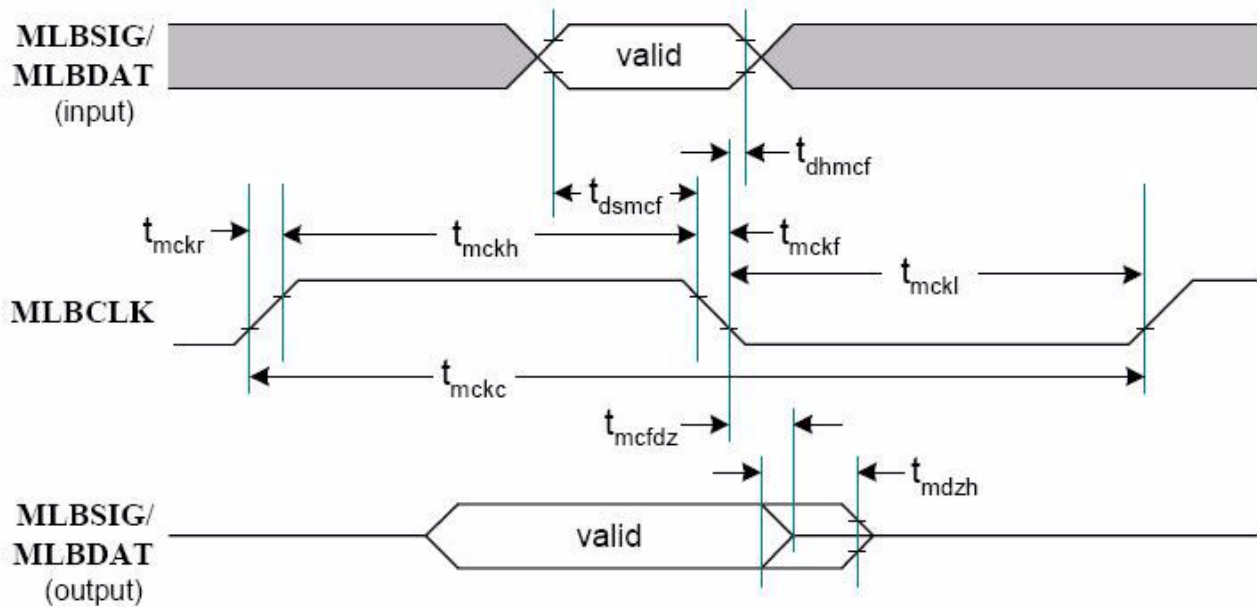 MLBSIG/
MLBDAT
(input)
valid
t_dhmcf
t_dsmcf
t_mckr
t_mckh
t_mckf
t_mckl
MLBCLK
t_mckc
t_mcfdz
t_mdzh
MLBSIG/
MLBDAT
(output)
valid